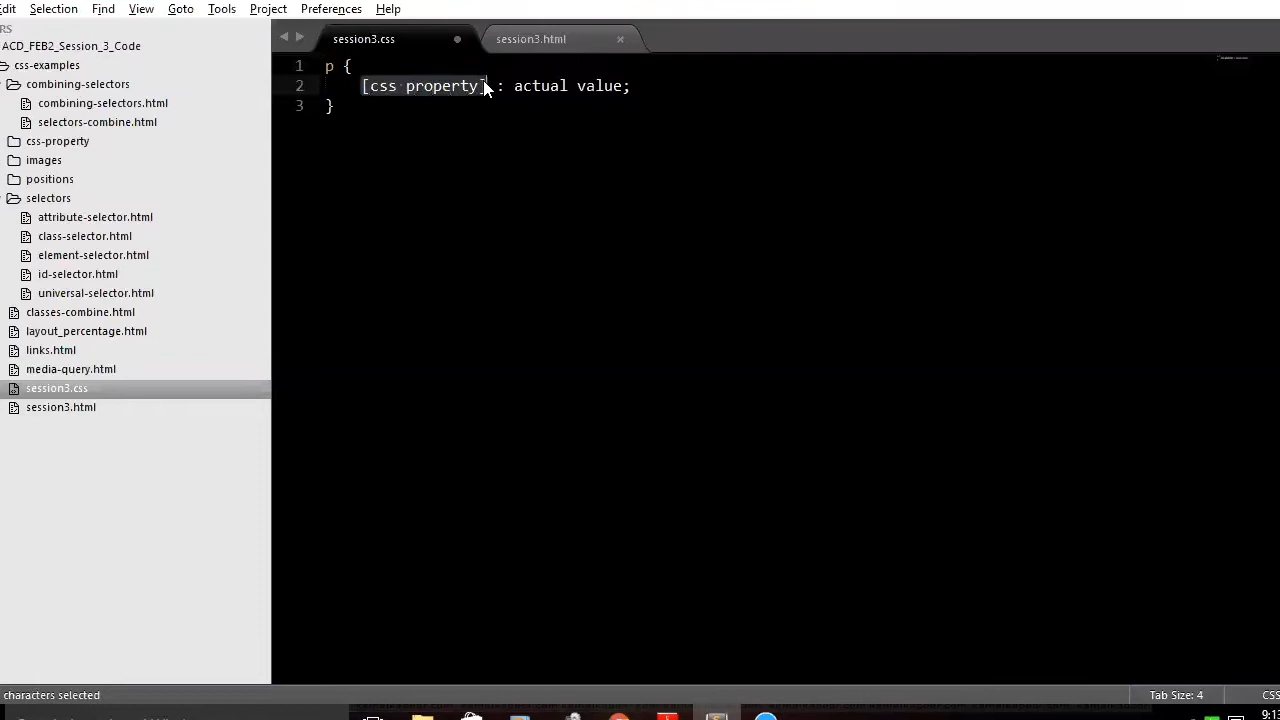 Edit Selection Find View Goto Tools Project Preferences Help
RS
ACD_FEB2_Session_3_Code
css-examples
combining-selectors
combining-selectors.html
selectors-combine.html
css-property
images
positions
selectors
attribute-selector.html
class-selector.html
element-selector.html
id-selector.html
universal-selector.html
classes-combine.html
layout_percentage.html
links.html
media-query.html
session3.css
session3.html
session3.css session3.html
1 p {
2 [css property] : actual value;
3 }
characters selected
Tab Size: 4 CSS